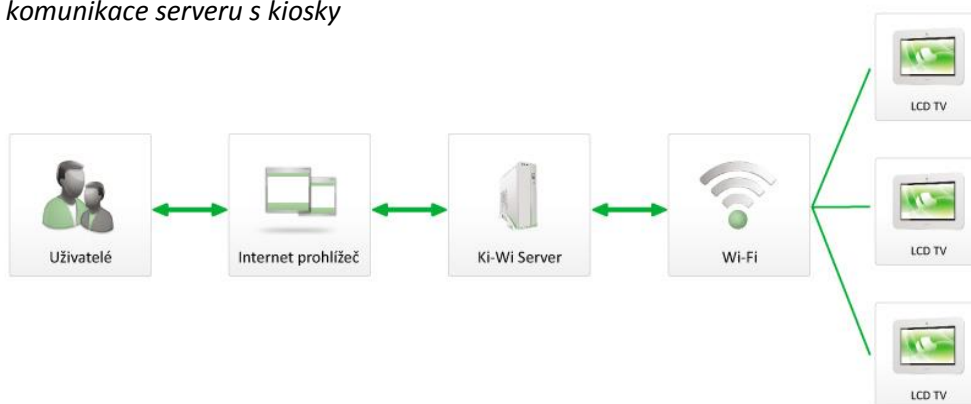 komunikace serveru s kiosky
LCD TV
Uživatelé
Internet prohlížeč
Ki-Wi Server
Wi-Fi
LCD TV
LCD TV